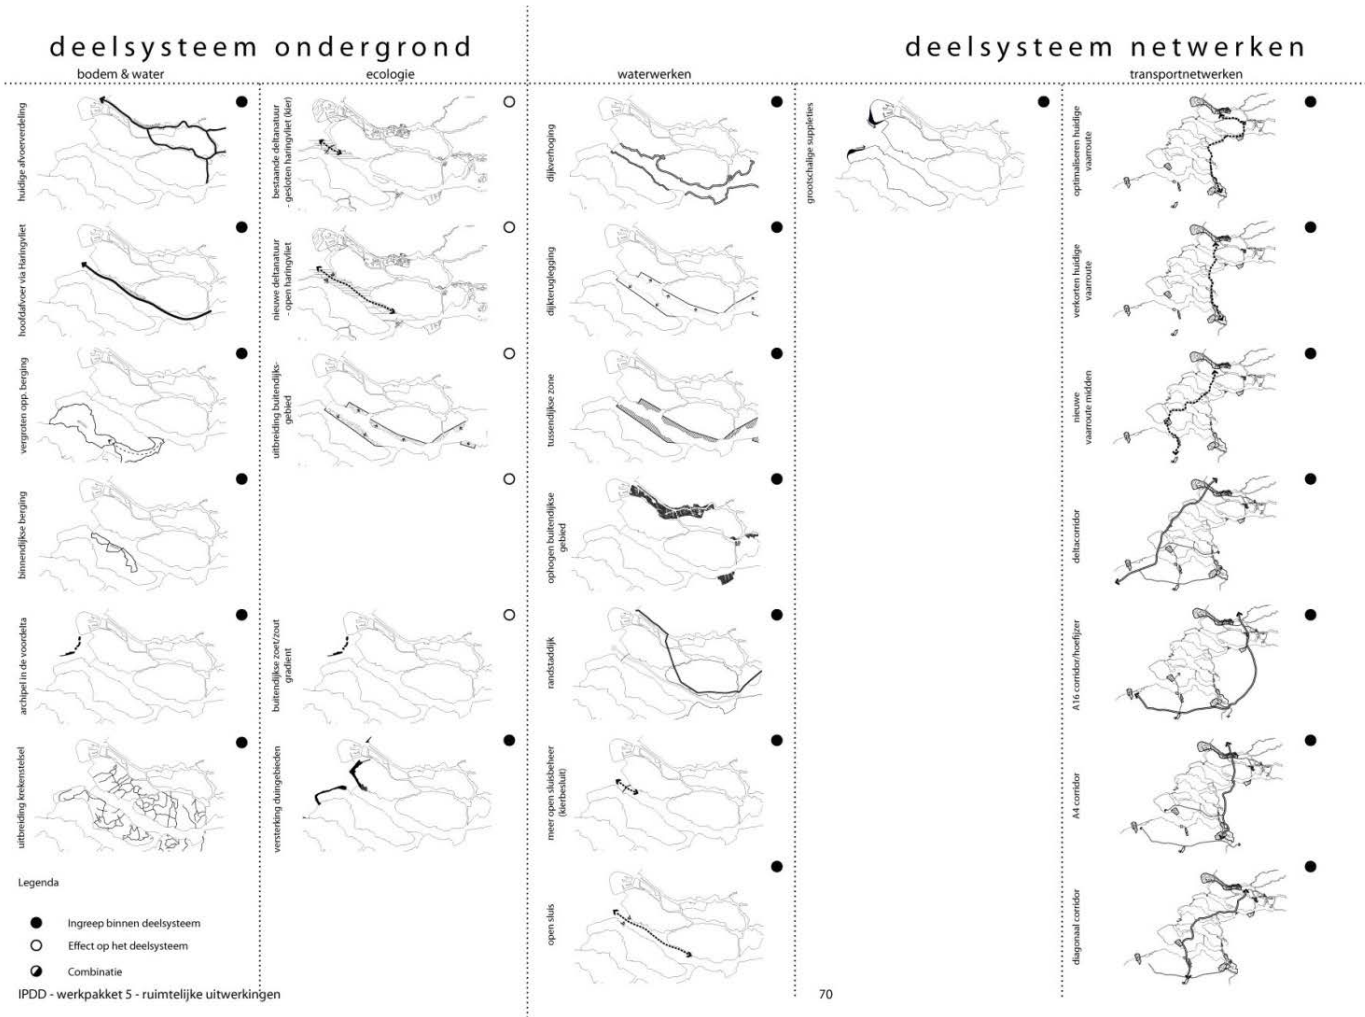 deelsysteem ondergrond
deelsysteem netwerken
bodem & water
ecologie
waterwerken
transportnetwerken
huidige afvoerverdeling
hoofdafvoer via Haringvliet
vergroten opp. berging
binnendijkse berging
archipel in de voordelta
uitbreiding krekenstelsel
bestaande deltanatuur
- gesloten haringvliet (kier)
nieuwe deltanatuur
- open haringvliet
uitbreiding buitendijks-
gebied
buitendijkse zoet/zout
gradient
versterking duingebieden
dijkverhoging
dijkteruglegging
tussendijkse zone
ophogen buitendijkse
gebied
randstaddijk
meer open sluisbeheer
(kierbesluit)
open sluis
grootschalige suppleties
optimaliseren huidige
vaarroute
verkorten huidige
vaarroute
nieuwe
vaarroute midden
deltacorridor
A16 corridor/hoefijzer
A4 corridor
diagonaal corridor
Legenda
Ingreep binnen deelsysteem
Effect op het deelsysteem
Combinatie
IPDD - werkpakket 5 - ruimtelijke uitwerkingen
70